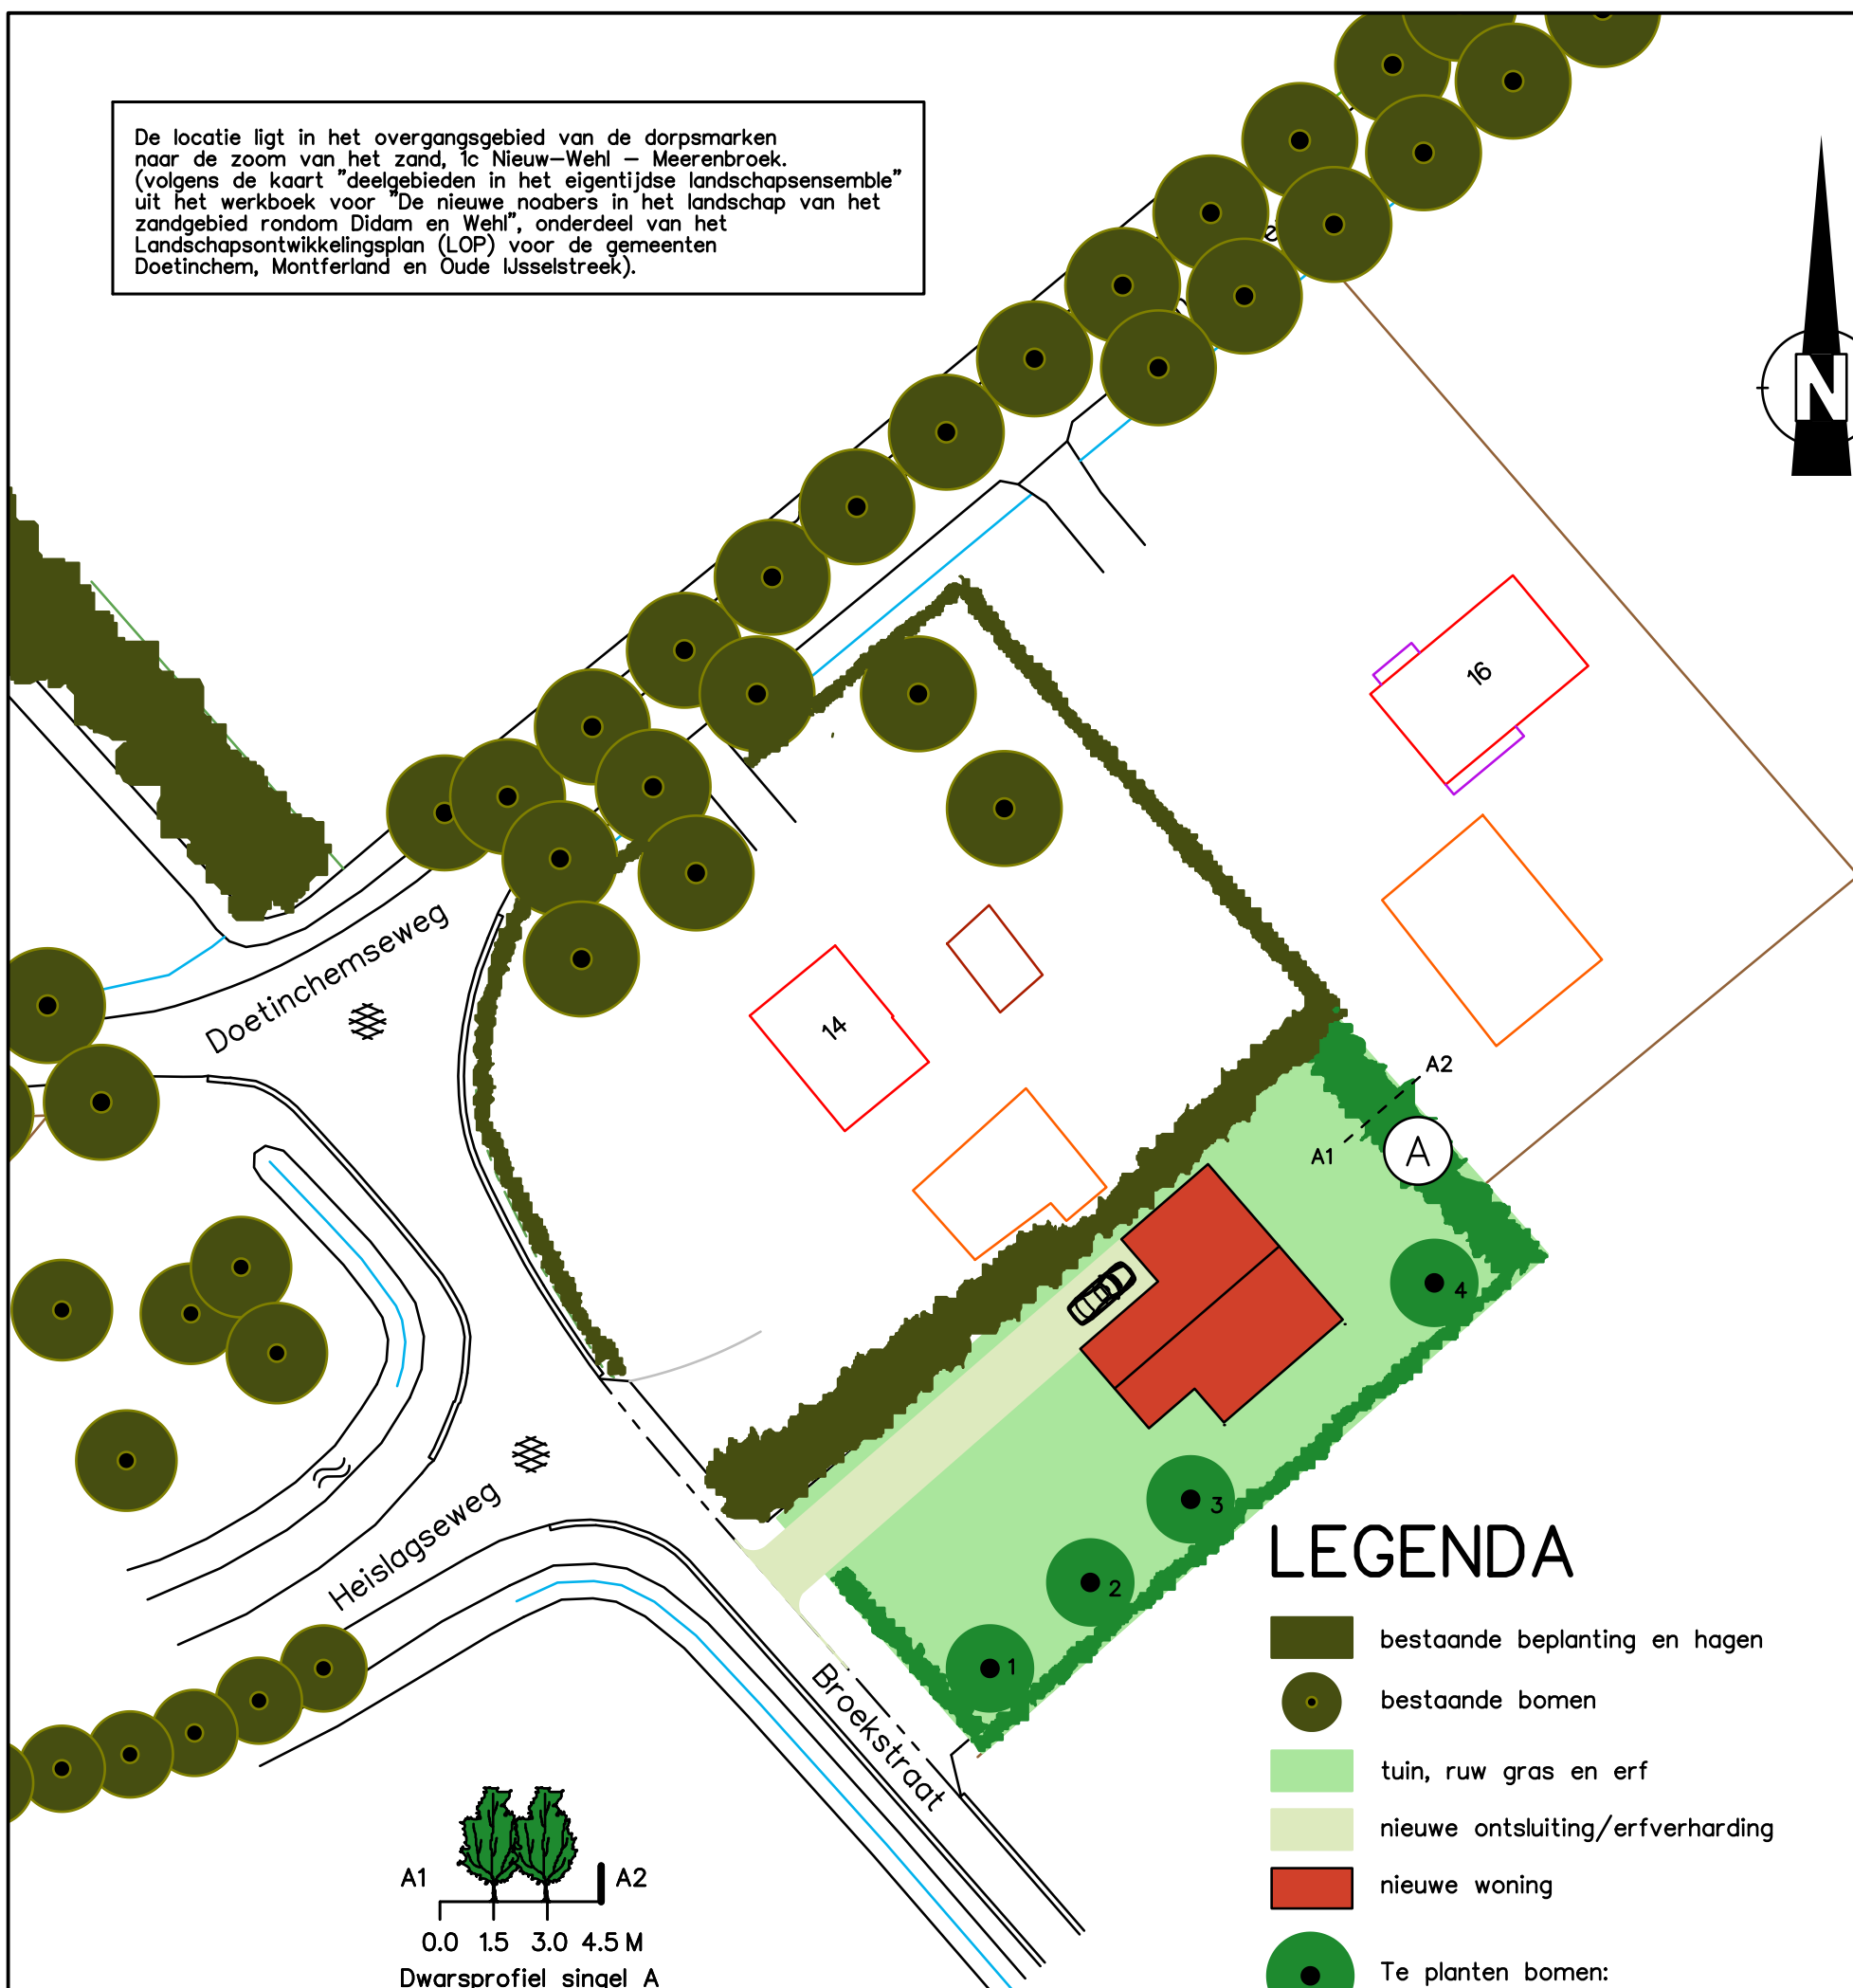 De locatie ligt in het overgangsgebied van de dorpsmarken
naar de zoom van het zand, 1c Nieuw-Wehl – Meerenbroek.
(volgens de kaart "deelgebieden in het eigentijdse landschapsensemble"
uit het werkboek voor "De nieuwe noabers in het landschap van het
zandgebied rondom Didam en Wehl", onderdeel van het
Landschapsontwikkelingsplan (LOP) voor de gemeenten
Doetinchem, Montferland en Oude IJsselstreek).
N
16
14
Doetinchemseweg
A2
A
A1
4
3
2
1
Heislagseweg
Broekstraat
LEGENDA
bestaande beplanting en hagen
bestaande bomen
tuin, ruw gras en erf
nieuwe ontsluiting/erfverharding
nieuwe woning
Te planten bomen:
A1 A2
0.0 1.5 3.0 4.5 M
Dwarsprofiel singel A